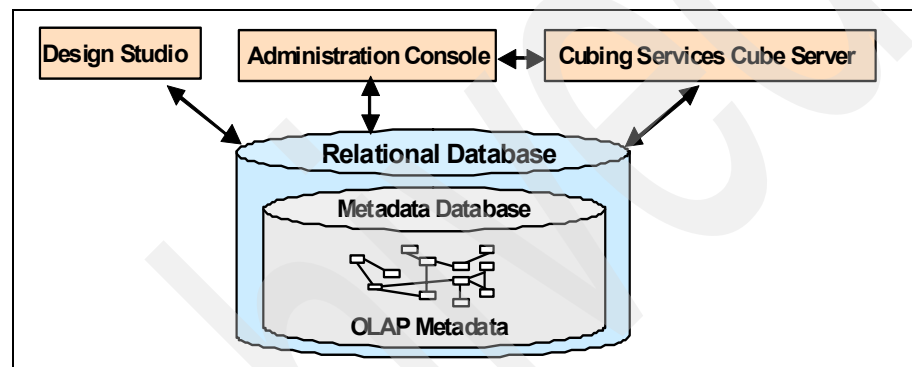 Design Studio
Administration Console
Cubing Services Cube Server
Relational Database
Metadata Database
OLAP Metadata